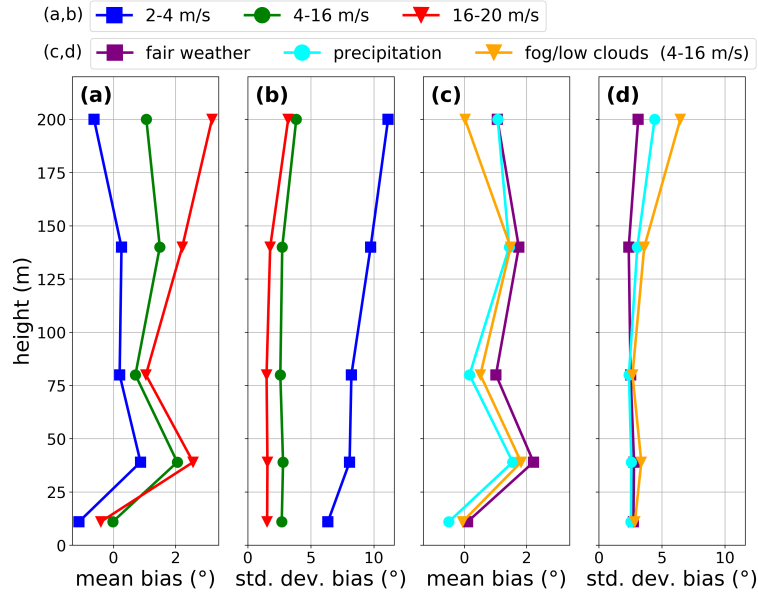 (a,b) 2-4 m/s 4-16 m/s 16-20 m/s
(c,d) fair weather precipitation fog/low clouds (4-16 m/s)
(a) (b) (c) (d)
200
175
150
125
100
75
50
25
0
height (m)
0 2 0 5 10 0 2 0 5 10
mean bias (°) std. dev. bias (°) mean bias (°) std. dev. bias (°)